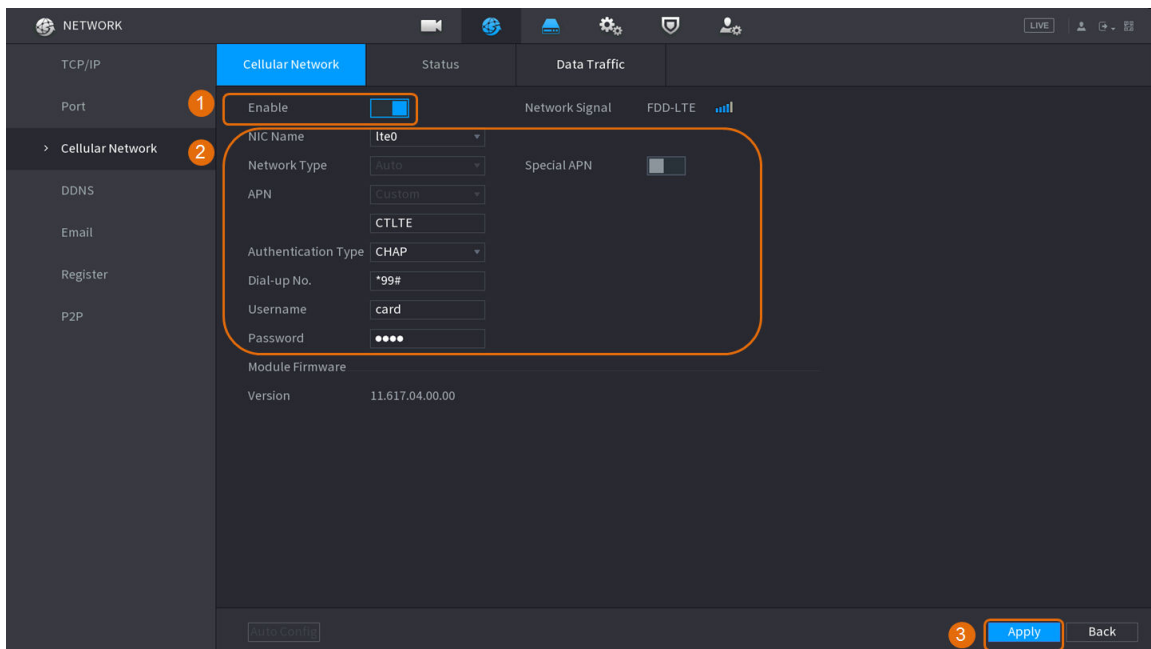 NETWORK
LIVE
TCP/IP
Port
Cellular Network
DDNS
Email
Register
P2P
Cellular Network
Status
Data Traffic
1
Enable
Network Signal
FDD-LTE
2
NIC Name
lte0
Network Type
Auto
Special APN
APN
Custom
CTLTE
Authentication Type
CHAP
Dial-up No.
*99#
Username
card
Password
••••
Module Firmware
Version
11.617.04.00.00
Auto Config
3
Apply
Back